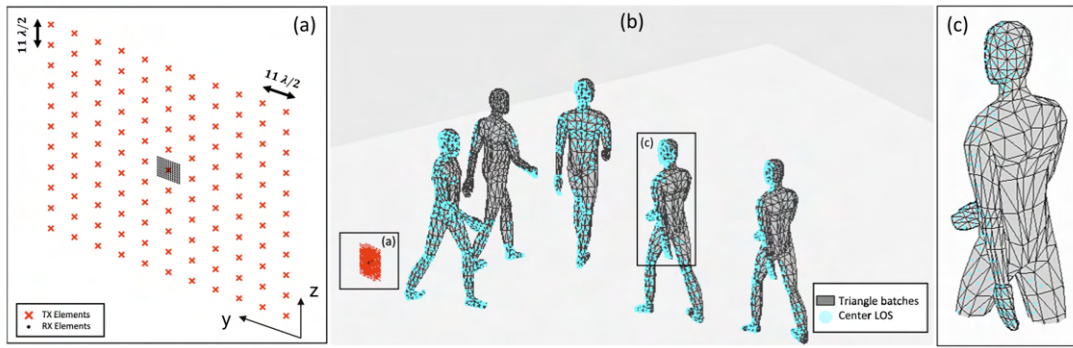 (a)
11 λ/2
11 λ/2
z
y
TX Elements
RX Elements
(b)
(c)
(a)
Triangle batches
Center LOS
(c)